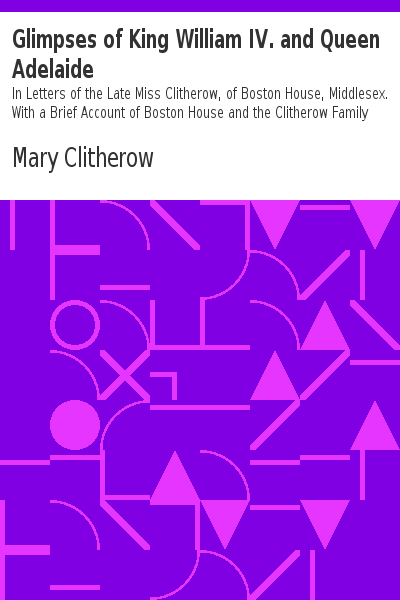 Glimpses of King William IV. and Queen
Adelaide
In Letters of the Late Miss Clitherow, of Boston House, Middlesex.
With a Brief Account of Boston House and the Clitherow Family
Mary Clitherow